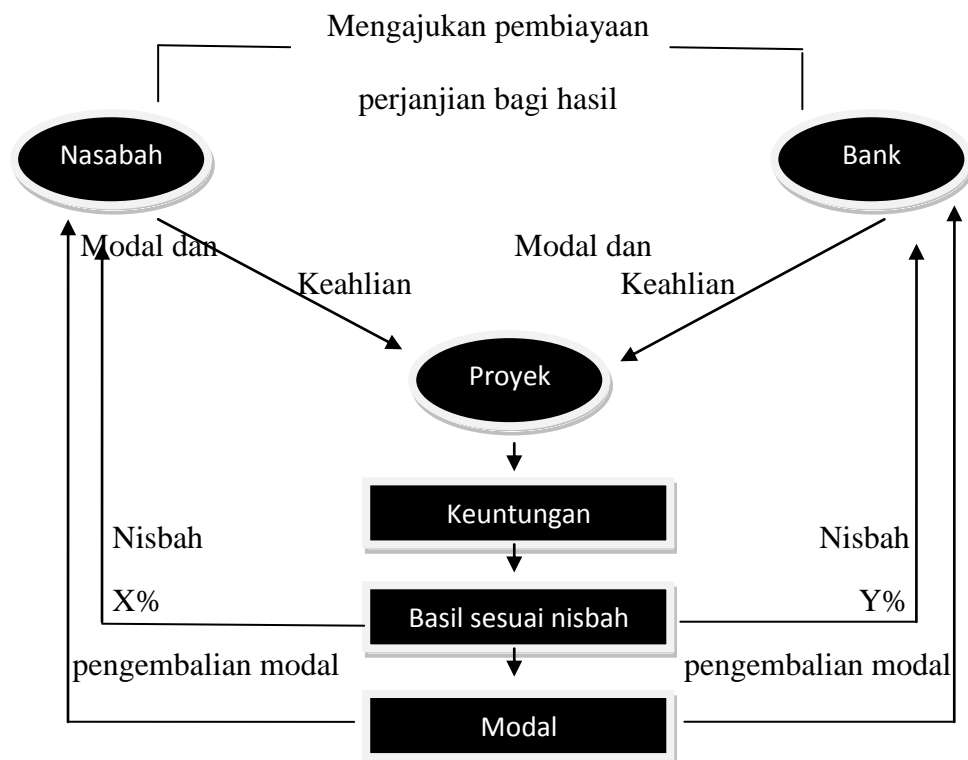 Mengajukan pembiayaan
perjanjian bagi hasil
Nasabah
Bank
Modal dan
Keahlian
Modal dan
Keahlian
Proyek
Keuntungan
Nisbah
X%
Nisbah
Y%
Basil sesuai nisbah
pengembalian modal
pengembalian modal
Modal